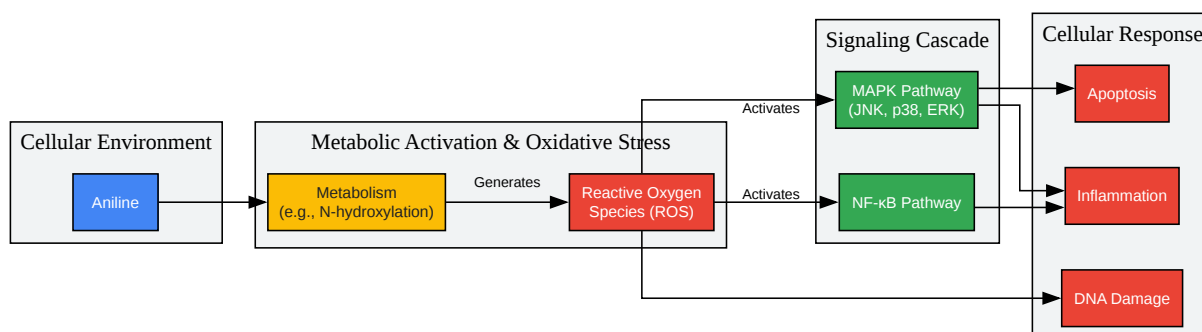 Cellular Environment
Aniline
Metabolic Activation & Oxidative Stress
Metabolism
(e.g., N-hydroxylation)
Generates
Reactive Oxygen
Species (ROS)
Activates
Activates
Signaling Cascade
MAPK Pathway
(JNK, p38, ERK)
NF-κB Pathway
Cellular Response
Apoptosis
Inflammation
DNA Damage